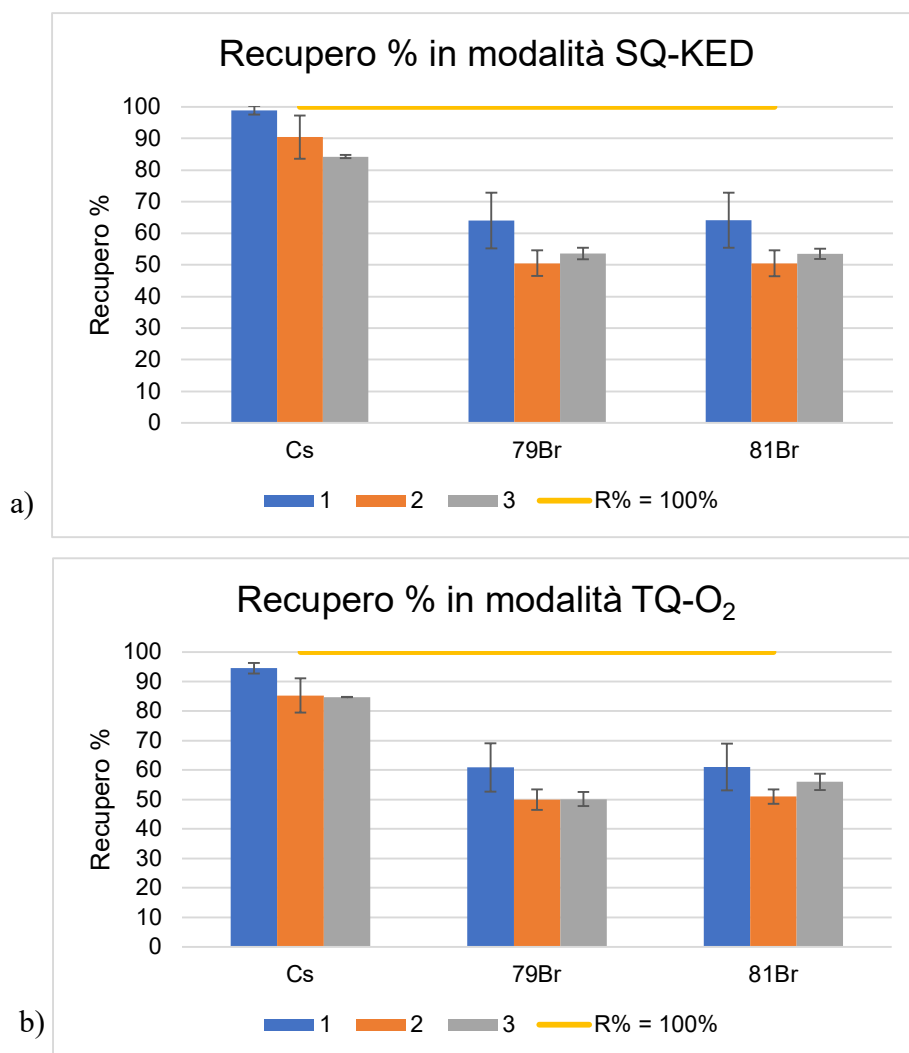 Recupero % in modalità SQ-KED
Recupero %
100
90
80
70
60
50
40
30
20
10
0
Cs 79Br 81Br
1 2 3 R% = 100%
a)
Recupero % in modalità TQ-O₂
Recupero %
100
90
80
70
60
50
40
30
20
10
0
Cs 79Br 81Br
1 2 3 R% = 100%
b)